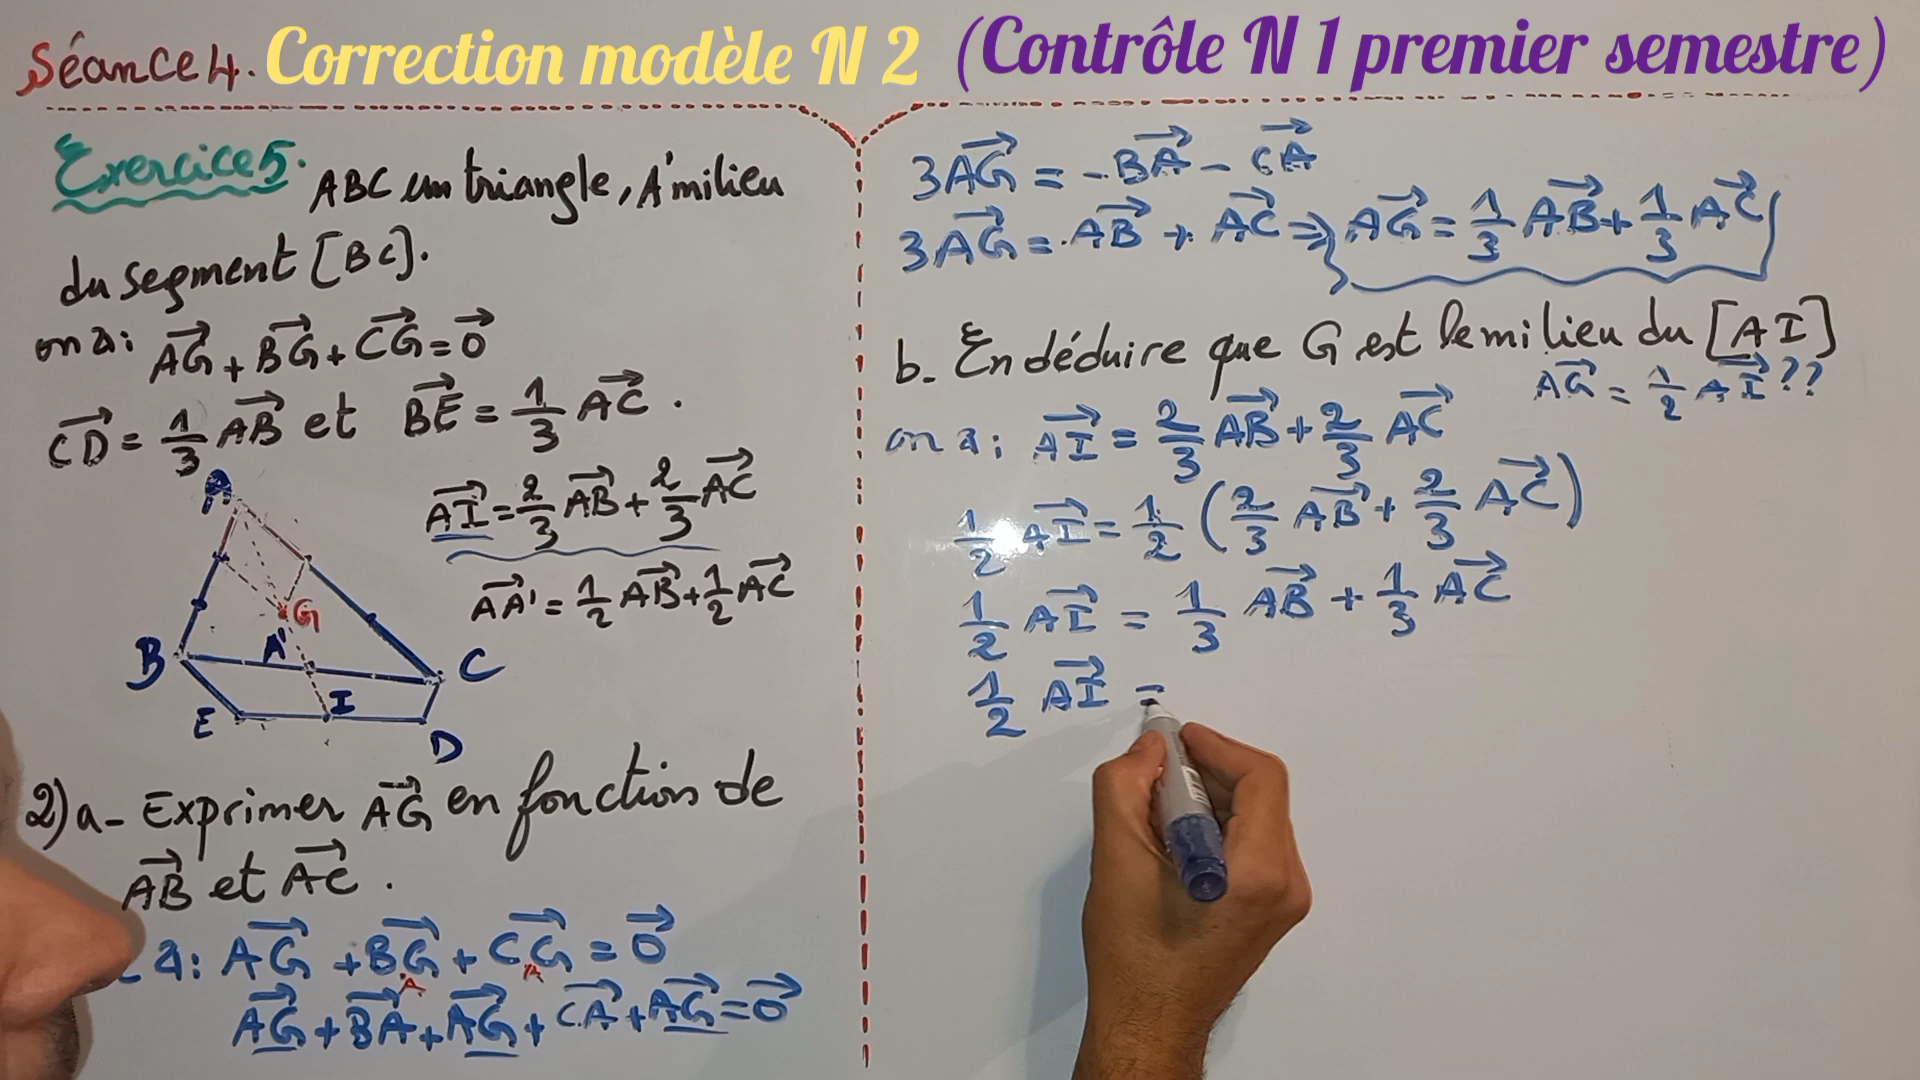 Séance 4. Correction modèle N 2 (Contrôle N 1 premier semestre)
Exercice 5. ABC um triangle, A' milieu
du segment [BC].
on a: AG→ + BG→ + CG→ = 0→
CD→ = 1/3 AB→ et BE→ = 1/3 AC→.
AI→ = 2/3 AB→ + 2/3 AC→
AA'→ = 1/2 AB→ + 1/2 AC→
A
G
B
A'
C
E
I
D
2) a- Exprimer AG→ en fonction de
AB→ et AC→.
a: AG→ + BG→ + CG→ = 0→
A A
AG→ + BA→ + AG→ + CA→ + AG→ = 0→
3AG→ = -BA→ - CA→
3AG→ = AB→ + AC→ ⇒ AG→ = 1/3 AB→ + 1/3 AC→
b- En déduire que G est le milieu du [AI]
AG→ = 1/2 AI→ ??
on a: AI→ = 2/3 AB→ + 2/3 AC→
1/2 AI→ = 1/2 (2/3 AB→ + 2/3 AC→)
1/2 AI→ = 1/3 AB→ + 1/3 AC→
1/2 AI→ =